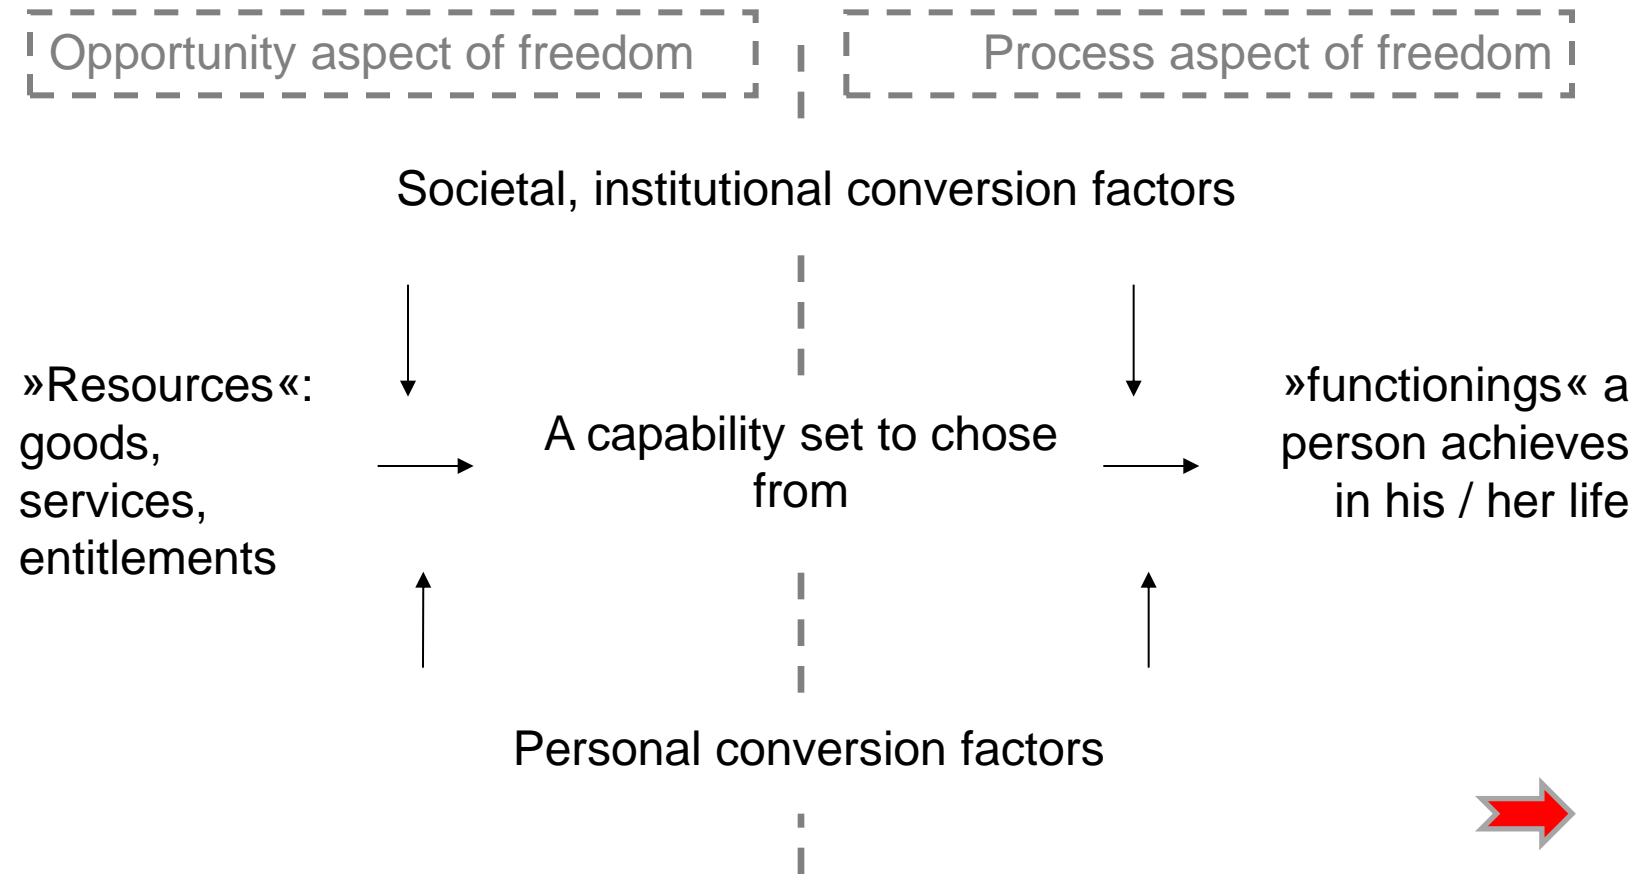 Opportunity aspect of freedom
Process aspect of freedom
Societal, institutional conversion factors
»Resources«:
goods,
services,
entitlements
A capability set to chose
from
»functionings« a
person achieves
in his / her life
Personal conversion factors